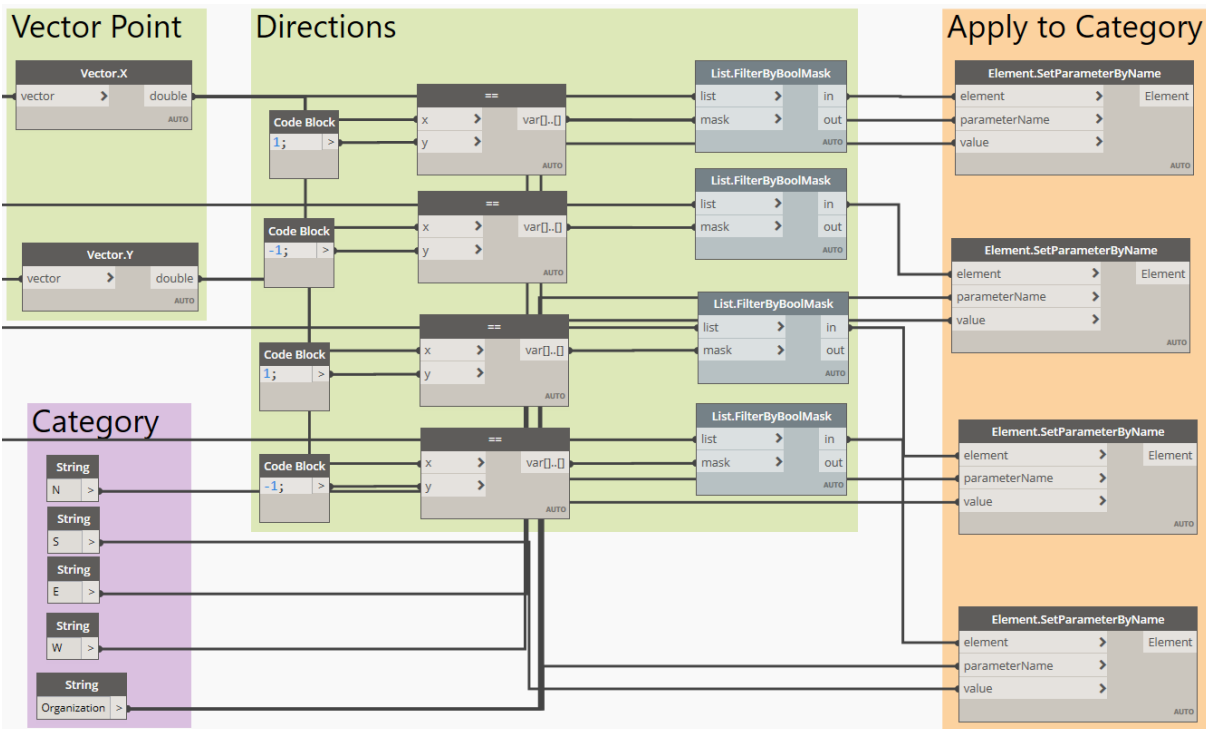 Vector Point
Vector.X
vector > double
AUTO
Vector.Y
vector > double
AUTO
Category
String
N >
String
S >
String
E >
String
W >
String
Organization >
Directions
Code Block
1; >
Code Block
-1; >
Code Block
1; >
Code Block
-1; >
==
x > var[]..[]
y >
AUTO
==
x > var[]..[]
y >
AUTO
==
x > var[]..[]
y >
AUTO
==
x > var[]..[]
y >
AUTO
List.FilterByBoolMask
list > in
mask > out
AUTO
List.FilterByBoolMask
list > in
mask > out
AUTO
List.FilterByBoolMask
list > in
mask > out
AUTO
List.FilterByBoolMask
list > in
mask > out
AUTO
Apply to Category
Element.SetParameterByName
element > Element
parameterName >
value >
AUTO
Element.SetParameterByName
element > Element
parameterName >
value >
AUTO
Element.SetParameterByName
element > Element
parameterName >
value >
AUTO
Element.SetParameterByName
element > Element
parameterName >
value >
AUTO